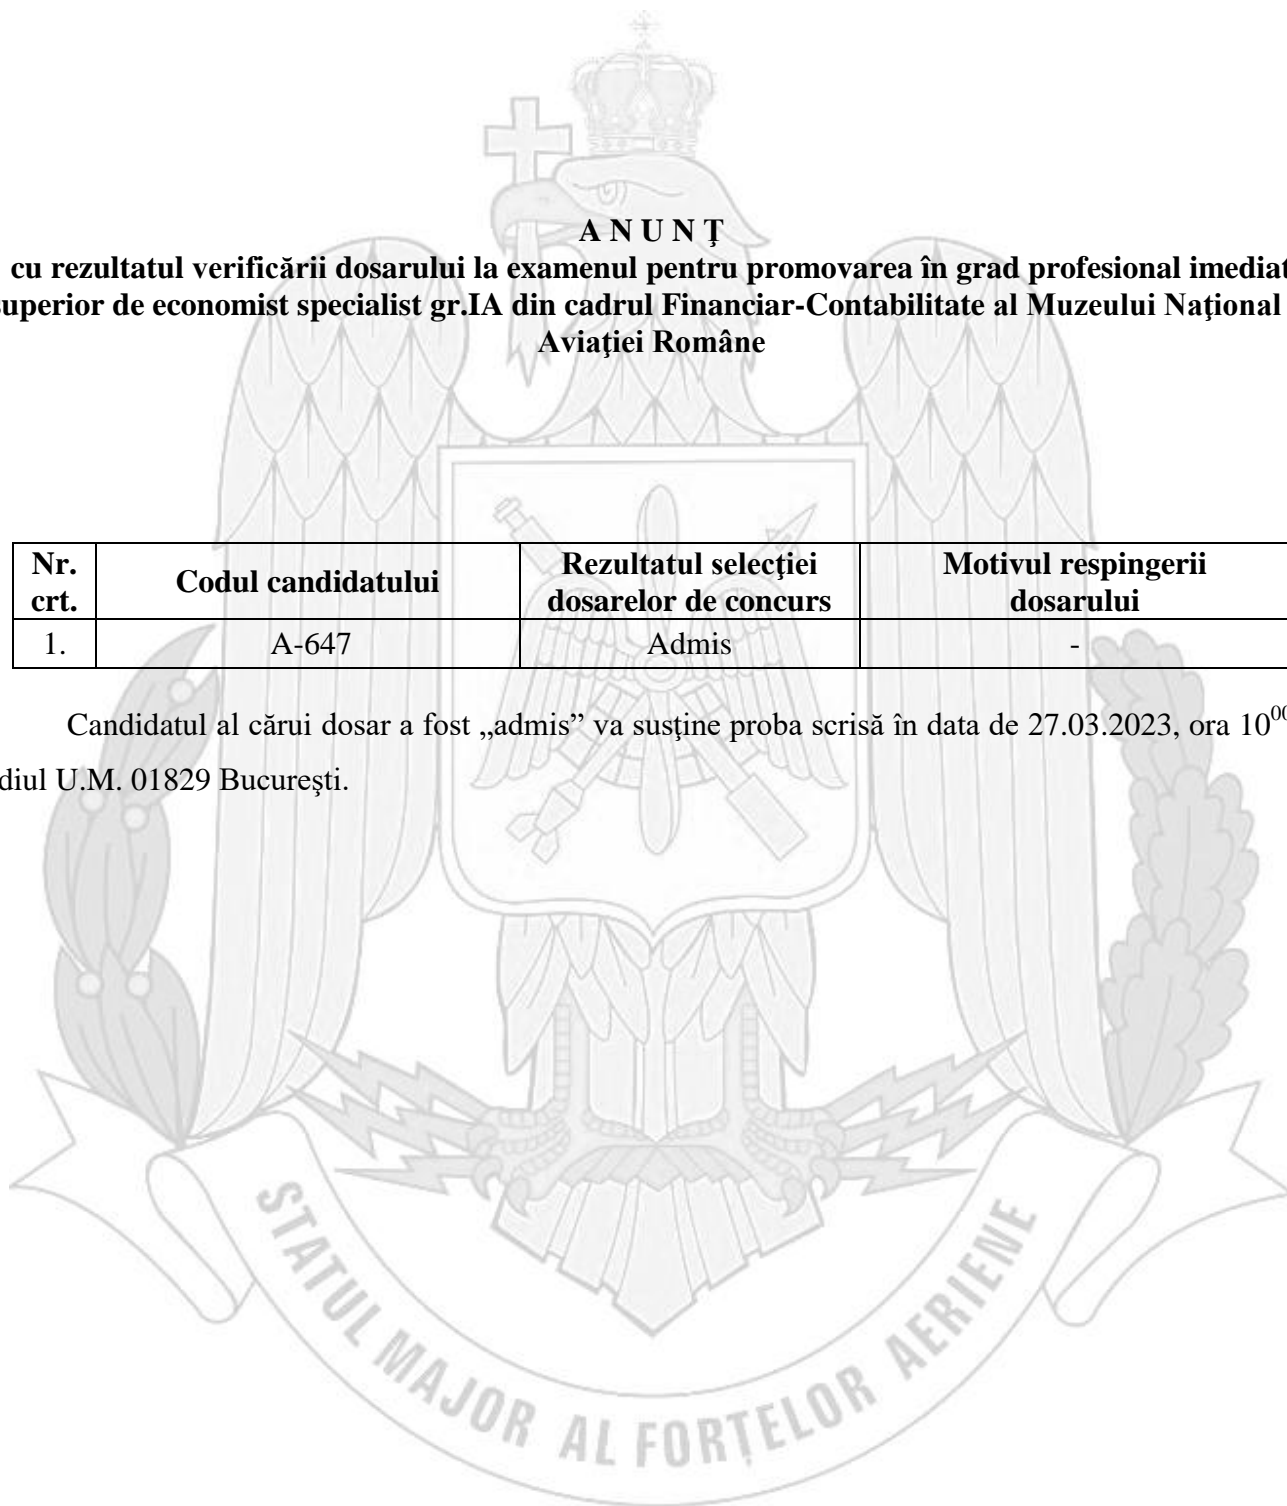 A N U N Ţ
cu rezultatul verificării dosarului la examenul pentru promovarea în grad profesional imediat
superior de economist specialist gr.IA din cadrul Financiar-Contabilitate al Muzeului Naţional
Aviaţiei Române
Nr. crt. Codul candidatului Rezultatul selecţiei dosarelor de concurs Motivul respingerii dosarului
1. A-647 Admis -
Candidatul al cărui dosar a fost „admis” va susţine proba scrisă în data de 27.03.2023, ora 10⁰⁰
diul U.M. 01829 Bucureşti.
STATUL MAJOR AL FORȚELOR AERIENE